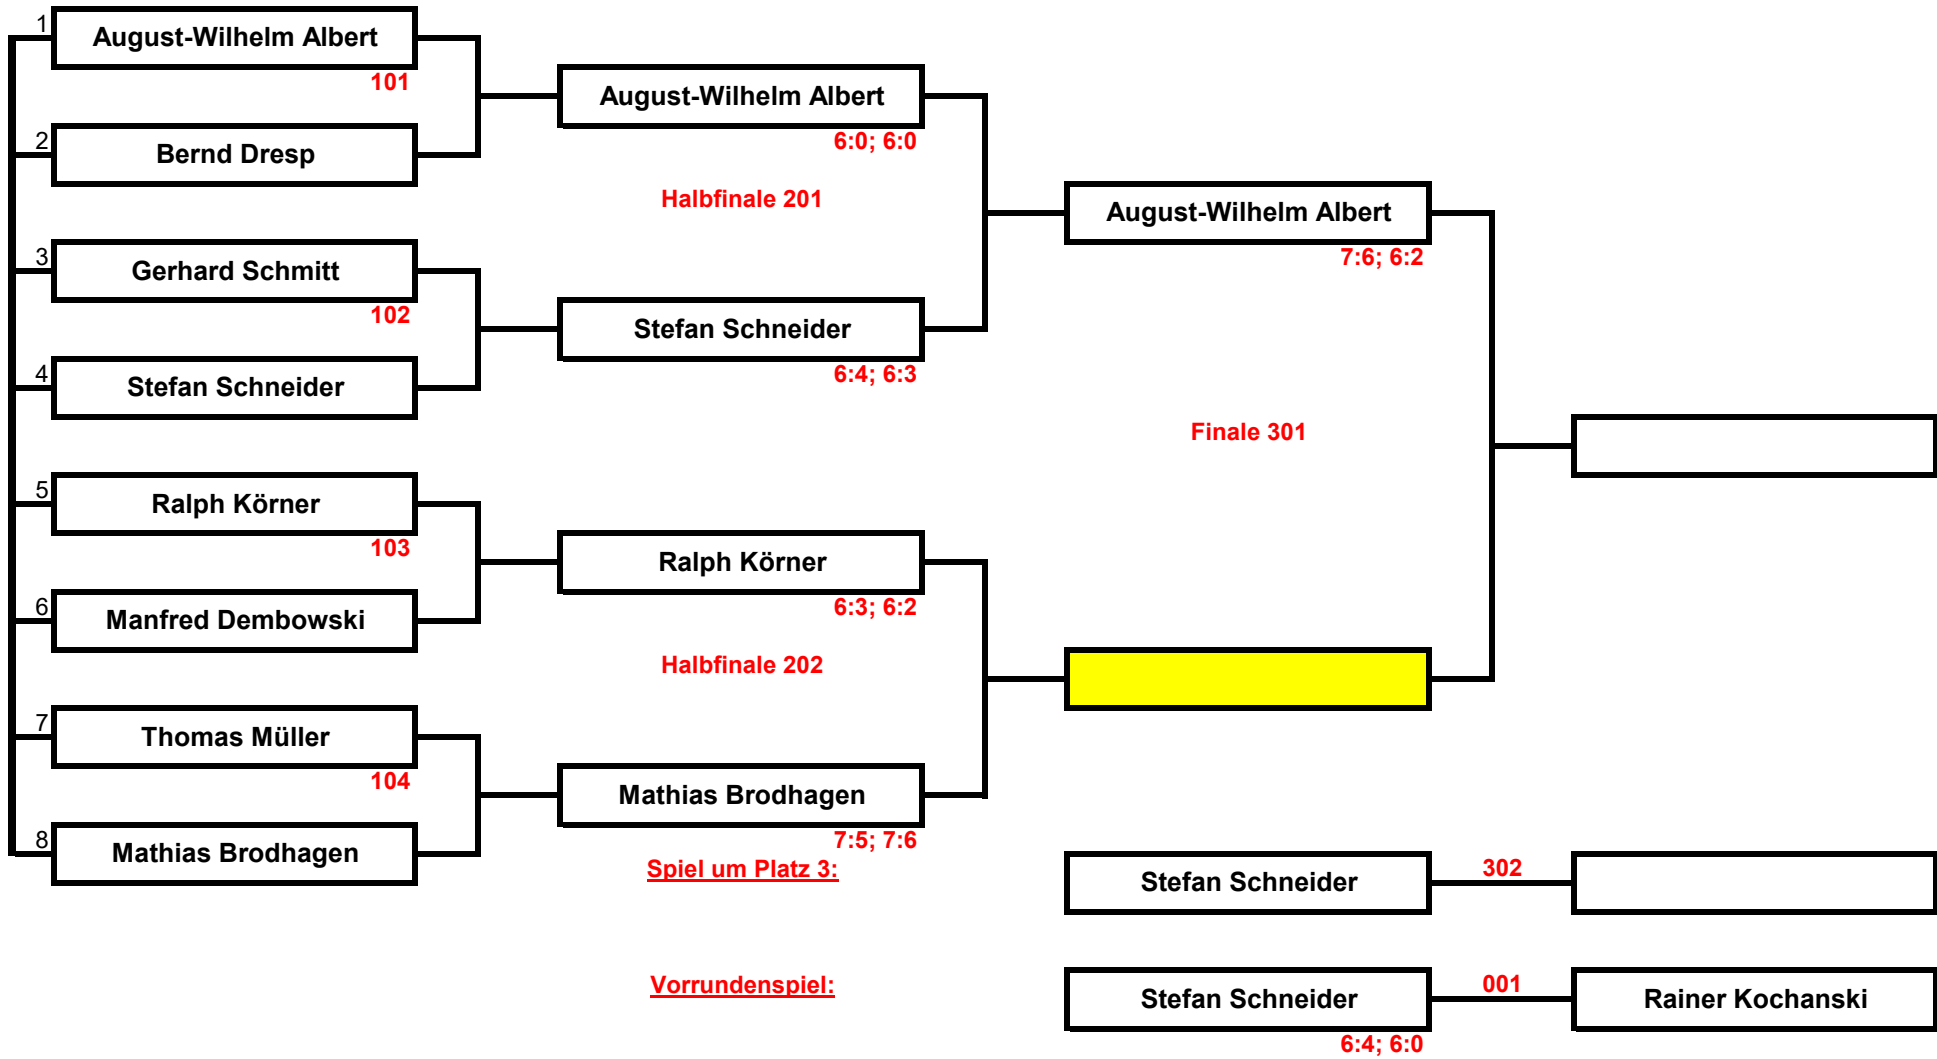 1
August-Wilhelm Albert
101
2
Bernd Dresp
3
Gerhard Schmitt
102
4
Stefan Schneider
5
Ralph Körner
103
6
Manfred Dembowski
7
Thomas Müller
104
8
Mathias Brodhagen
August-Wilhelm Albert
6:0; 6:0
Halbfinale 201
Stefan Schneider
6:4; 6:3
Ralph Körner
6:3; 6:2
Halbfinale 202
Mathias Brodhagen
7:5; 7:6
August-Wilhelm Albert
7:6; 6:2
Finale 301
Spiel um Platz 3:
Stefan Schneider
302
Vorrundenspiel:
Stefan Schneider
001
Rainer Kochanski
6:4; 6:0